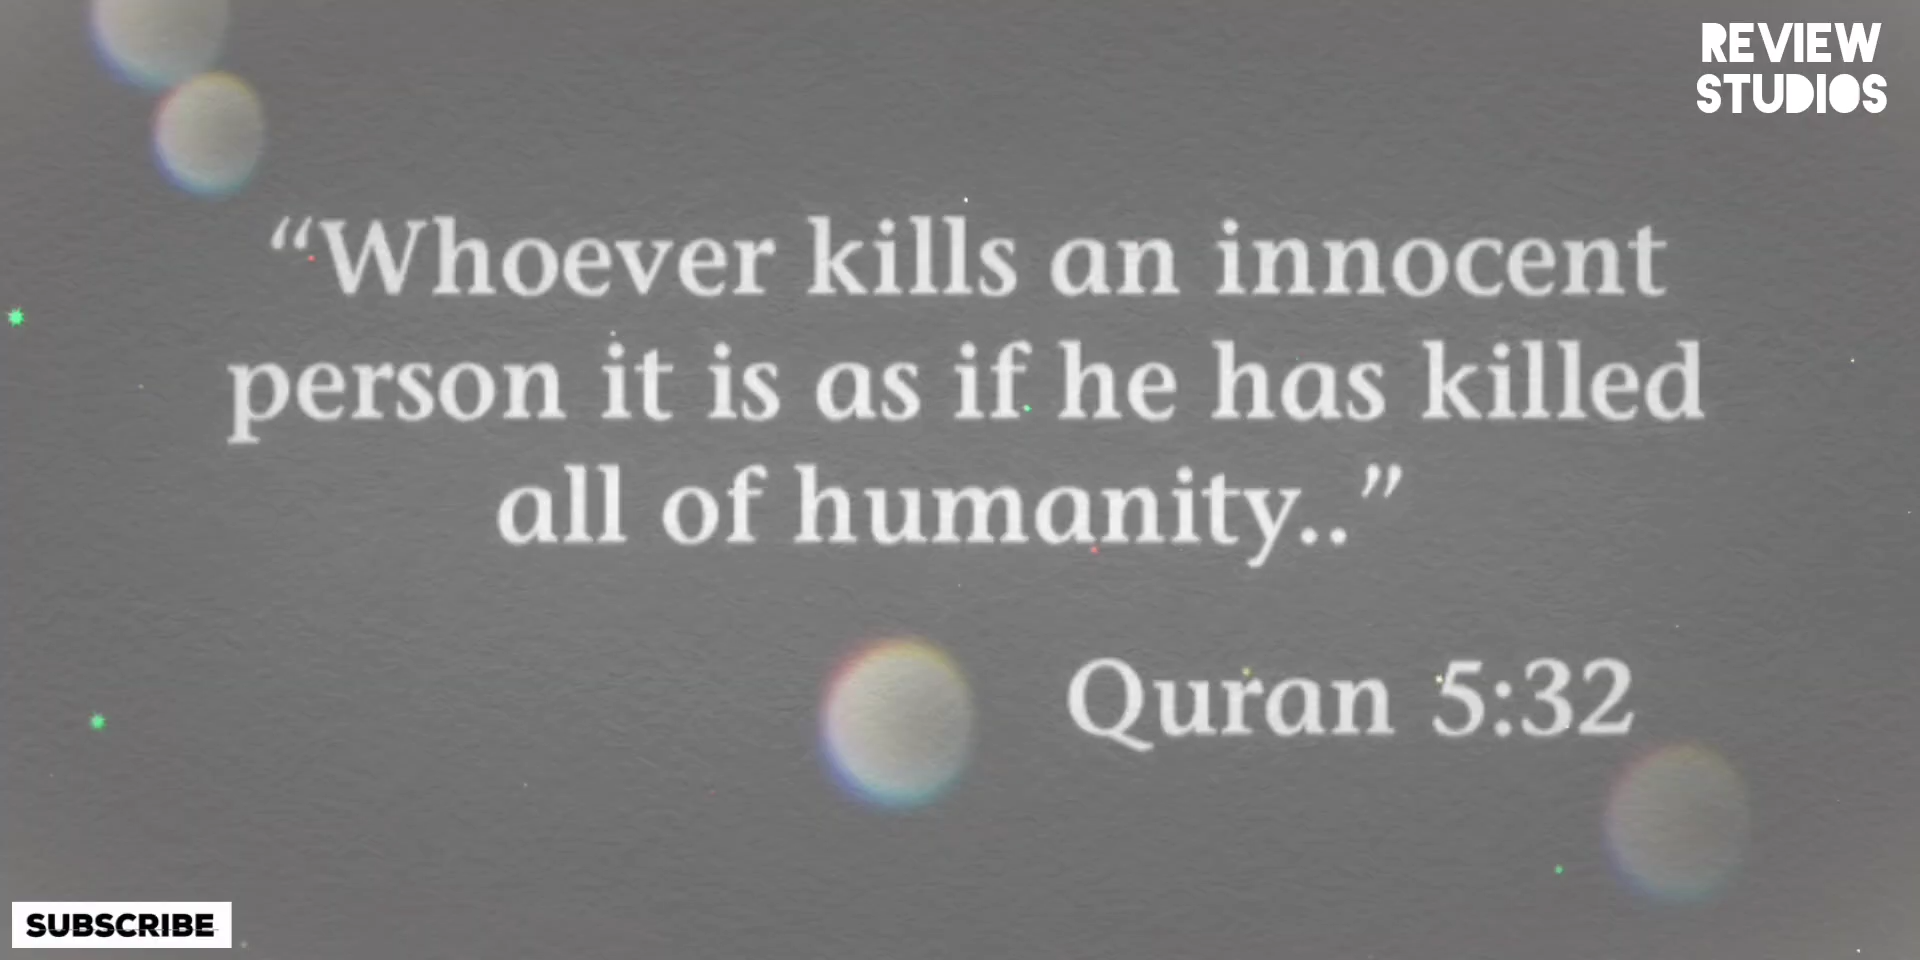 REVIEW
STUDIOS
“Whoever kills an innocent
person it is as if he has killed
all of humanity..”
Quran 5:32
SUBSCRIBE